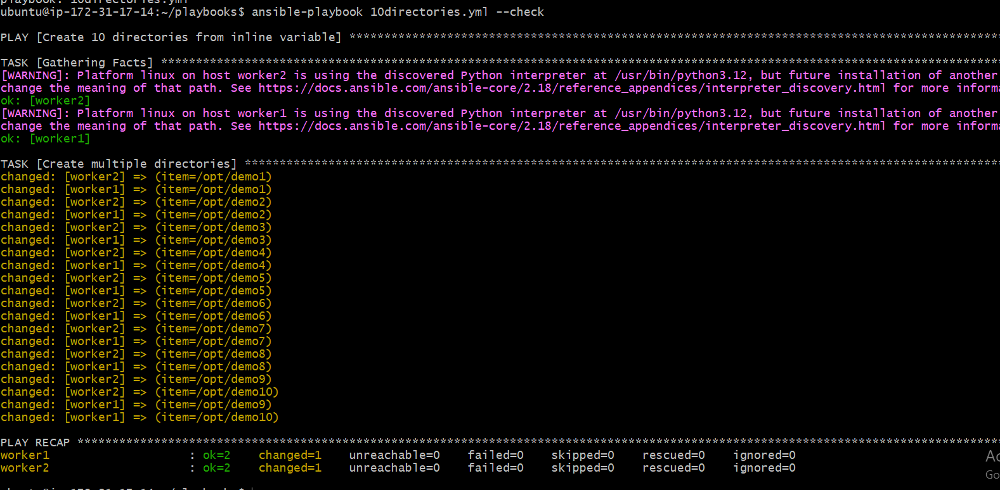 playbook: 10directories.yml
ubuntu@ip-172-31-17-14:~/playbooks$ ansible-playbook 10directories.yml --check
PLAY [Create 10 directories from inline variable] *********************************************************************************************
TASK [Gathering Facts] ************************************************************************************************************************
[WARNING]: Platform linux on host worker2 is using the discovered Python interpreter at /usr/bin/python3.12, but future installation of another
change the meaning of that path. See https://docs.ansible.com/ansible-core/2.18/reference_appendices/interpreter_discovery.html for more
ok: [worker2]
[WARNING]: Platform linux on host worker1 is using the discovered Python interpreter at /usr/bin/python3.12, but future installation of another
change the meaning of that path. See https://docs.ansible.com/ansible-core/2.18/reference_appendices/interpreter_discovery.html for more
ok: [worker1]
TASK [Create multiple directories] ************************************************************************************************************
changed: [worker2] => (item=/opt/demo1)
changed: [worker1] => (item=/opt/demo1)
changed: [worker2] => (item=/opt/demo2)
changed: [worker1] => (item=/opt/demo2)
changed: [worker2] => (item=/opt/demo3)
changed: [worker1] => (item=/opt/demo3)
changed: [worker2] => (item=/opt/demo4)
changed: [worker1] => (item=/opt/demo4)
changed: [worker2] => (item=/opt/demo5)
changed: [worker1] => (item=/opt/demo5)
changed: [worker2] => (item=/opt/demo6)
changed: [worker1] => (item=/opt/demo6)
changed: [worker2] => (item=/opt/demo7)
changed: [worker1] => (item=/opt/demo7)
changed: [worker2] => (item=/opt/demo8)
changed: [worker1] => (item=/opt/demo8)
changed: [worker2] => (item=/opt/demo9)
changed: [worker2] => (item=/opt/demo10)
changed: [worker1] => (item=/opt/demo9)
changed: [worker1] => (item=/opt/demo10)
PLAY RECAP ************************************************************************************************************************************
worker1 : ok=2 changed=1 unreachable=0 failed=0 skipped=0 rescued=0 ignored=0
worker2 : ok=2 changed=1 unreachable=0 failed=0 skipped=0 rescued=0 ignored=0